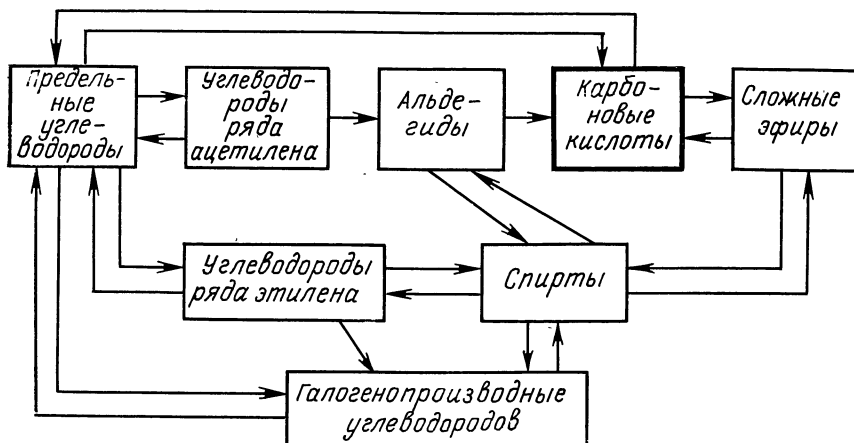 Предель-
ные
угле-
водороды
Углеводо-
роды
ряда
ацетилена
Альде-
гиды
Карбо-
новые
кислоты
Сложные
эфиры
Углеводороды
ряда этилена
Спирты
Галогенопроизводные
углеводородов